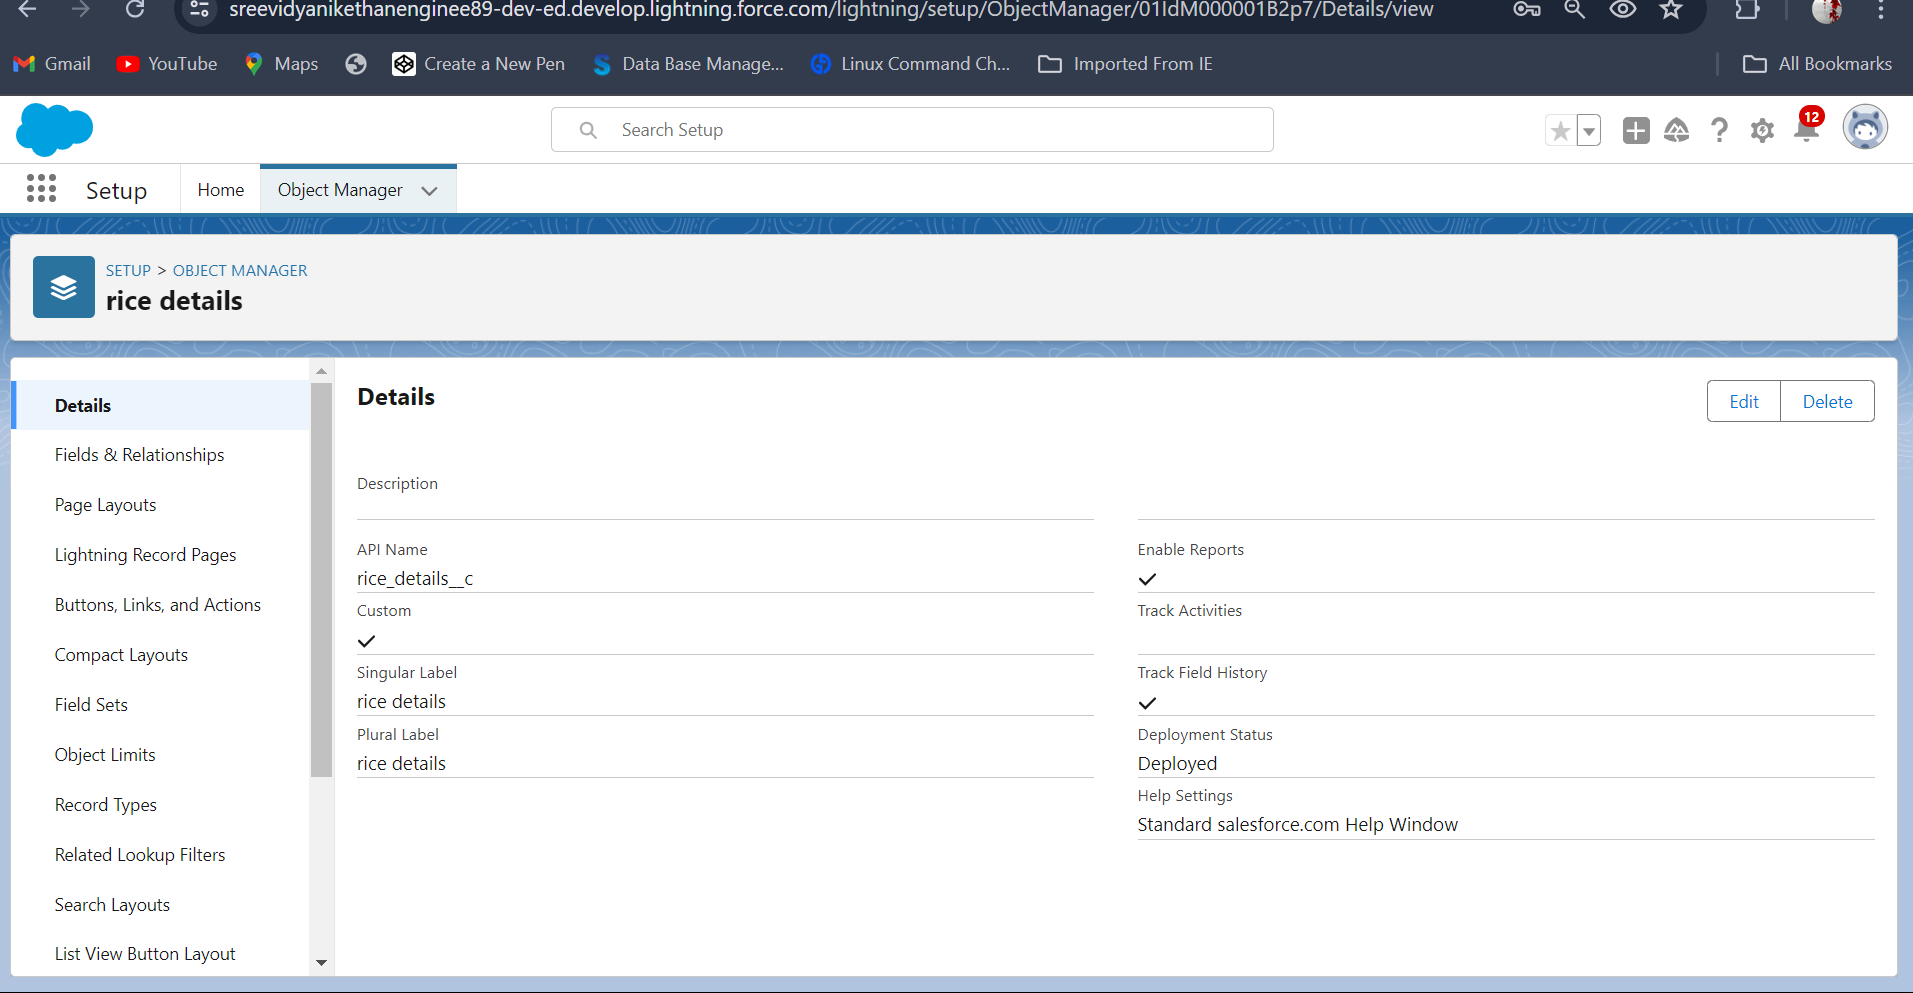 sreevidyanikethanenginee89-dev-ed.develop.lightning.force.com/lightning/setup/ObjectManager/01IdM000001B2p7/Details/view
Gmail YouTube Maps Create a New Pen Data Base Manage... Linux Command Ch... Imported From IE All Bookmarks
Search Setup
12
Setup Home Object Manager
SETUP > OBJECT MANAGER
rice details
Details
Fields & Relationships
Page Layouts
Lightning Record Pages
Buttons, Links, and Actions
Compact Layouts
Field Sets
Object Limits
Record Types
Related Lookup Filters
Search Layouts
List View Button Layout
Details
Edit Delete
Description
API Name
rice_details__c
Custom
Singular Label
rice details
Plural Label
rice details
Enable Reports
Track Activities
Track Field History
Deployment Status
Deployed
Help Settings
Standard salesforce.com Help Window